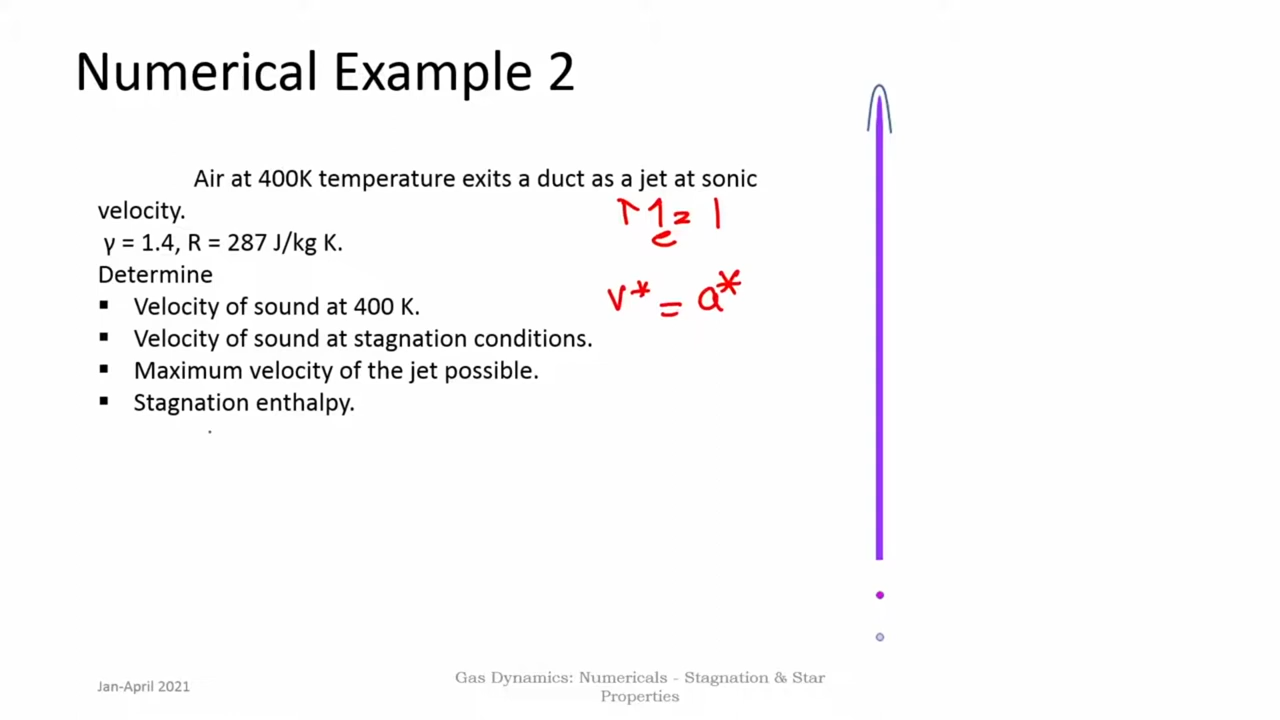 Numerical Example 2
Air at 400K temperature exits a duct as a jet at sonic
velocity.
M_e = 1
γ = 1.4, R = 287 J/kg K.
Determine
▪ Velocity of sound at 400 K.
V* = a*
▪ Velocity of sound at stagnation conditions.
▪ Maximum velocity of the jet possible.
▪ Stagnation enthalpy.
Jan-April 2021
Gas Dynamics: Numericals - Stagnation & Star
Properties